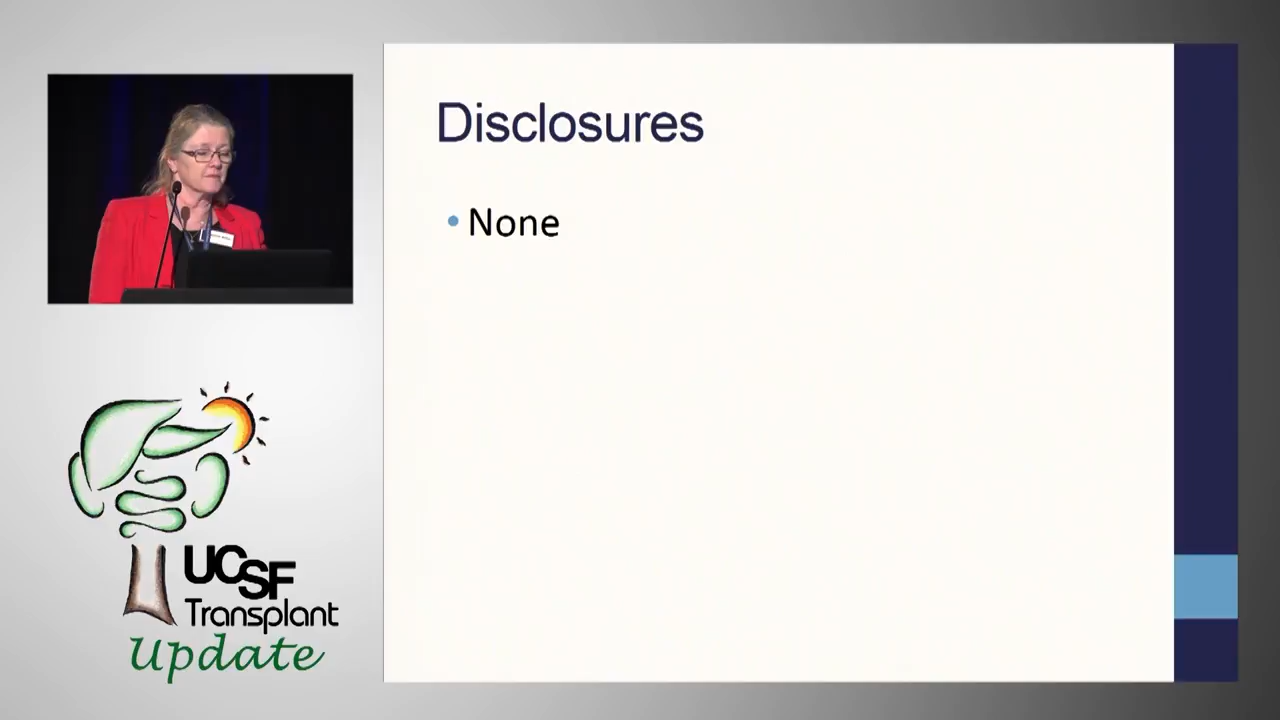 Disclosures
• None
UCSF
Transplant
Update